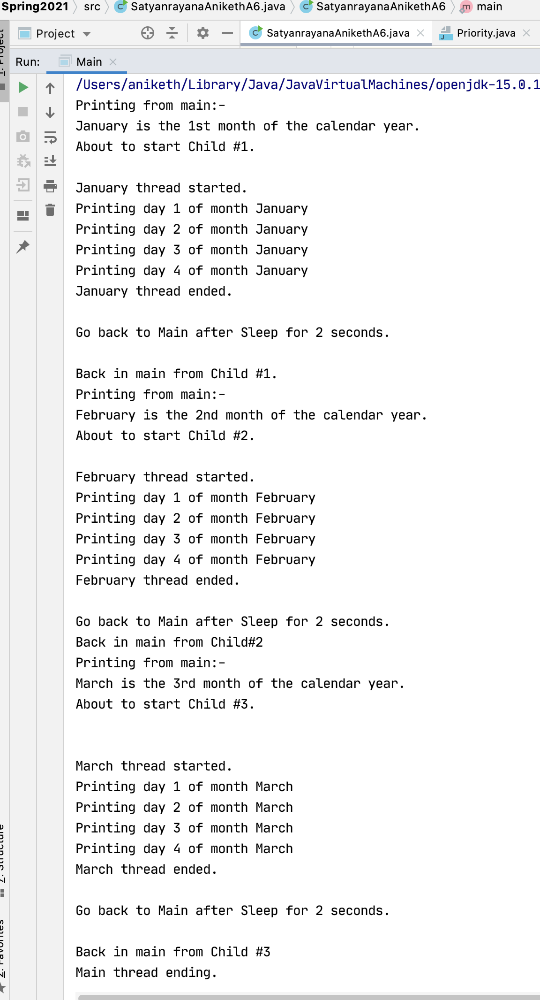 Spring2021 src SatyanrayanaAnikethA6.java SatyanrayanaAnikethA6 main
Project SatyanrayanaAnikethA6.java Priority.java
Run: Main
/Users/aniketh/Library/Java/JavaVirtualMachines/openjdk-15.0.1
Printing from main:-
January is the 1st month of the calendar year.
About to start Child #1.
January thread started.
Printing day 1 of month January
Printing day 2 of month January
Printing day 3 of month January
Printing day 4 of month January
January thread ended.
Go back to Main after Sleep for 2 seconds.
Back in main from Child #1.
Printing from main:-
February is the 2nd month of the calendar year.
About to start Child #2.
February thread started.
Printing day 1 of month February
Printing day 2 of month February
Printing day 3 of month February
Printing day 4 of month February
February thread ended.
Go back to Main after Sleep for 2 seconds.
Back in main from Child#2
Printing from main:-
March is the 3rd month of the calendar year.
About to start Child #3.
March thread started.
Printing day 1 of month March
Printing day 2 of month March
Printing day 3 of month March
Printing day 4 of month March
March thread ended.
Go back to Main after Sleep for 2 seconds.
Back in main from Child #3
Main thread ending.
1: Project
7: Structure
2: Favorites